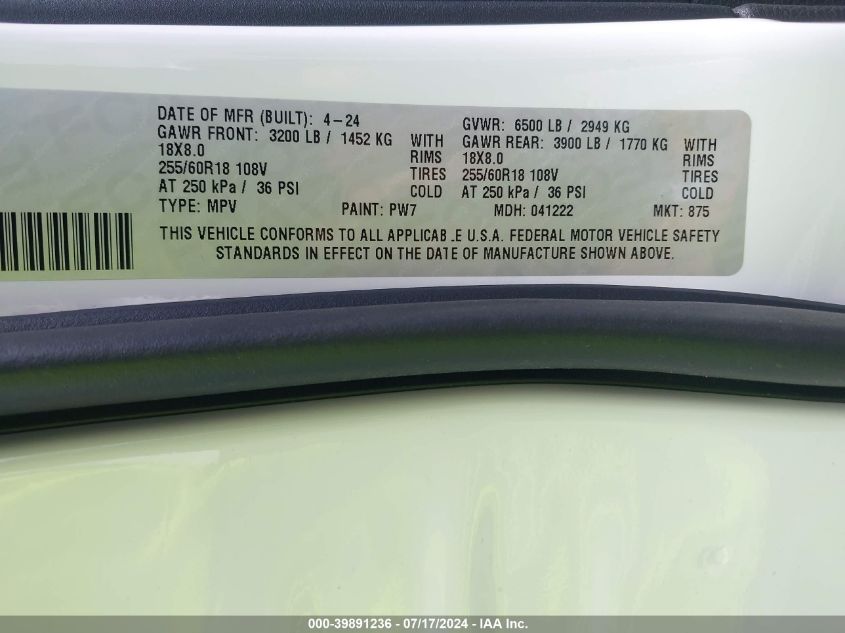 DATE OF MFR (BUILT): 4-24
GVWR: 6500 LB / 2949 KG
GAWR FRONT: 3200 LB / 1452 KG WITH
GAWR REAR: 3900 LB / 1770 KG WITH
18X8.0 RIMS
18X8.0 RIMS
255/60R18 108V TIRES
255/60R18 108V TIRES
AT 250 kPa / 36 PSI COLD
AT 250 kPa / 36 PSI COLD
TYPE: MPV PAINT: PW7 MDH: 041222 MKT: 875
THIS VEHICLE CONFORMS TO ALL APPLICAB.E U.S.A. FEDERAL MOTOR VEHICLE SAFETY
STANDARDS IN EFFECT ON THE DATE OF MANUFACTURE SHOWN ABOVE.
000-39891236 - 07/17/2024 - IAA Inc.